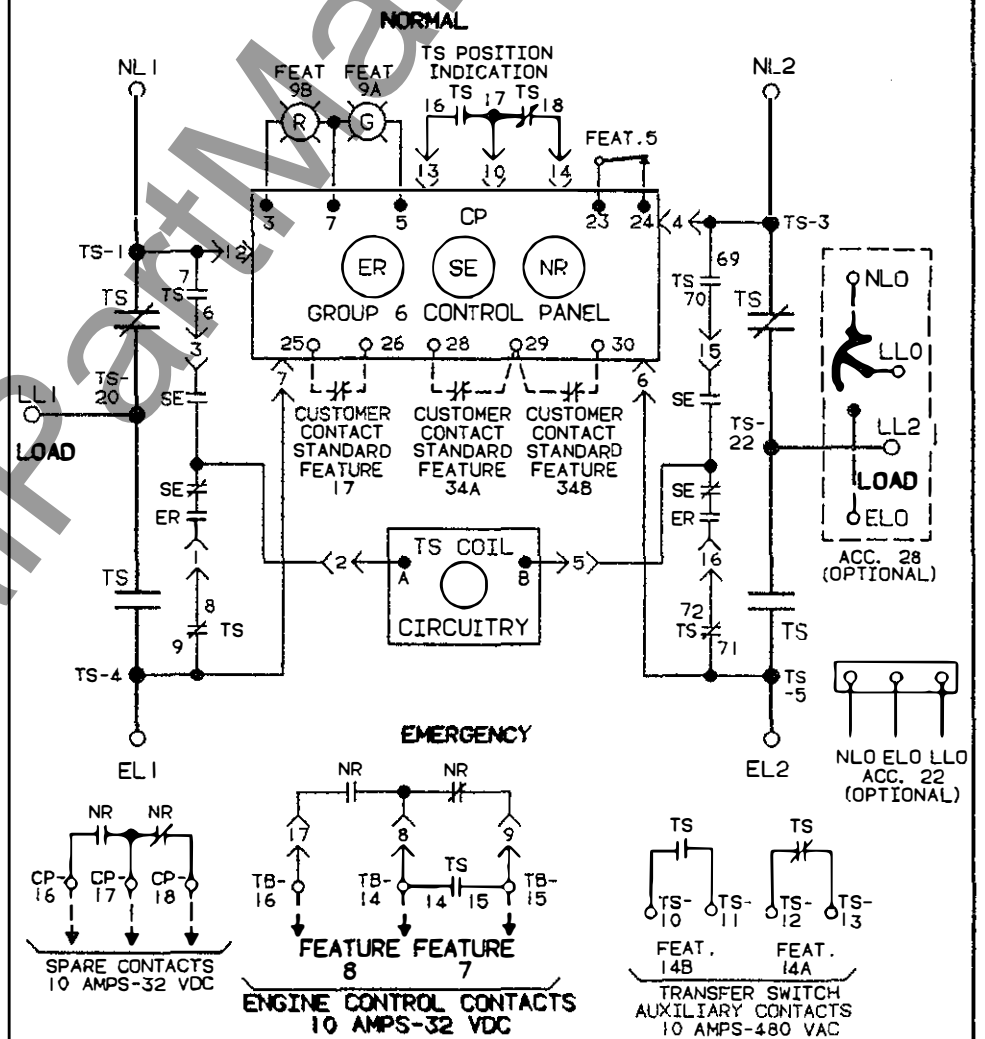 NORMAL
TS POSITION
INDICATION
FEAT FEAT
9B 9A
TS TS
16 17 18
NL1 NL2
R G
FEAT.5
13 10 14
3 7 5 CP 23 24 4
TS-1 12 TS-3
ER SE NR
GROUP 6 CONTROL PANEL
25 26 28 29 30
7
TS
6
3
SE
69
TS
70
15
SE
TS TS
7 6
CUSTOMER
CONTACT
STANDARD
FEATURE
17
CUSTOMER
CONTACT
STANDARD
FEATURE
34A
CUSTOMER
CONTACT
STANDARD
FEATURE
34B
TS-
20
LL1
LOAD
TS-
22
NLO
LLO
LL2
LOAD
ELO
ACC. 28
(OPTIONAL)
SE
ER
1
8
TS
9
SE
ER
16
72
TS
71
2 TS COIL 5
A B
CIRCUITRY
TS TS
TS-4 TS
-5
EL1 EL2
EMERGENCY
NLO ELO LLO
ACC. 22
(OPTIONAL)
NR NR
CP-
16
CP-
17
CP-
18
SPARE CONTACTS
10 AMPS-32 VDC
NR NR
17 8 9
TS
TB-
16
TB-
14
14 15
TB-
15
FEATURE FEATURE
8 7
ENGINE CONTROL CONTACTS
10 AMPS-32 VDC
TS TS
TS-
10
TS-
11
TS-
12
TS-
13
FEAT.
14B
FEAT.
14A
TRANSFER SWITCH
AUXILIARY CONTACTS
10 AMPS-480 VAC